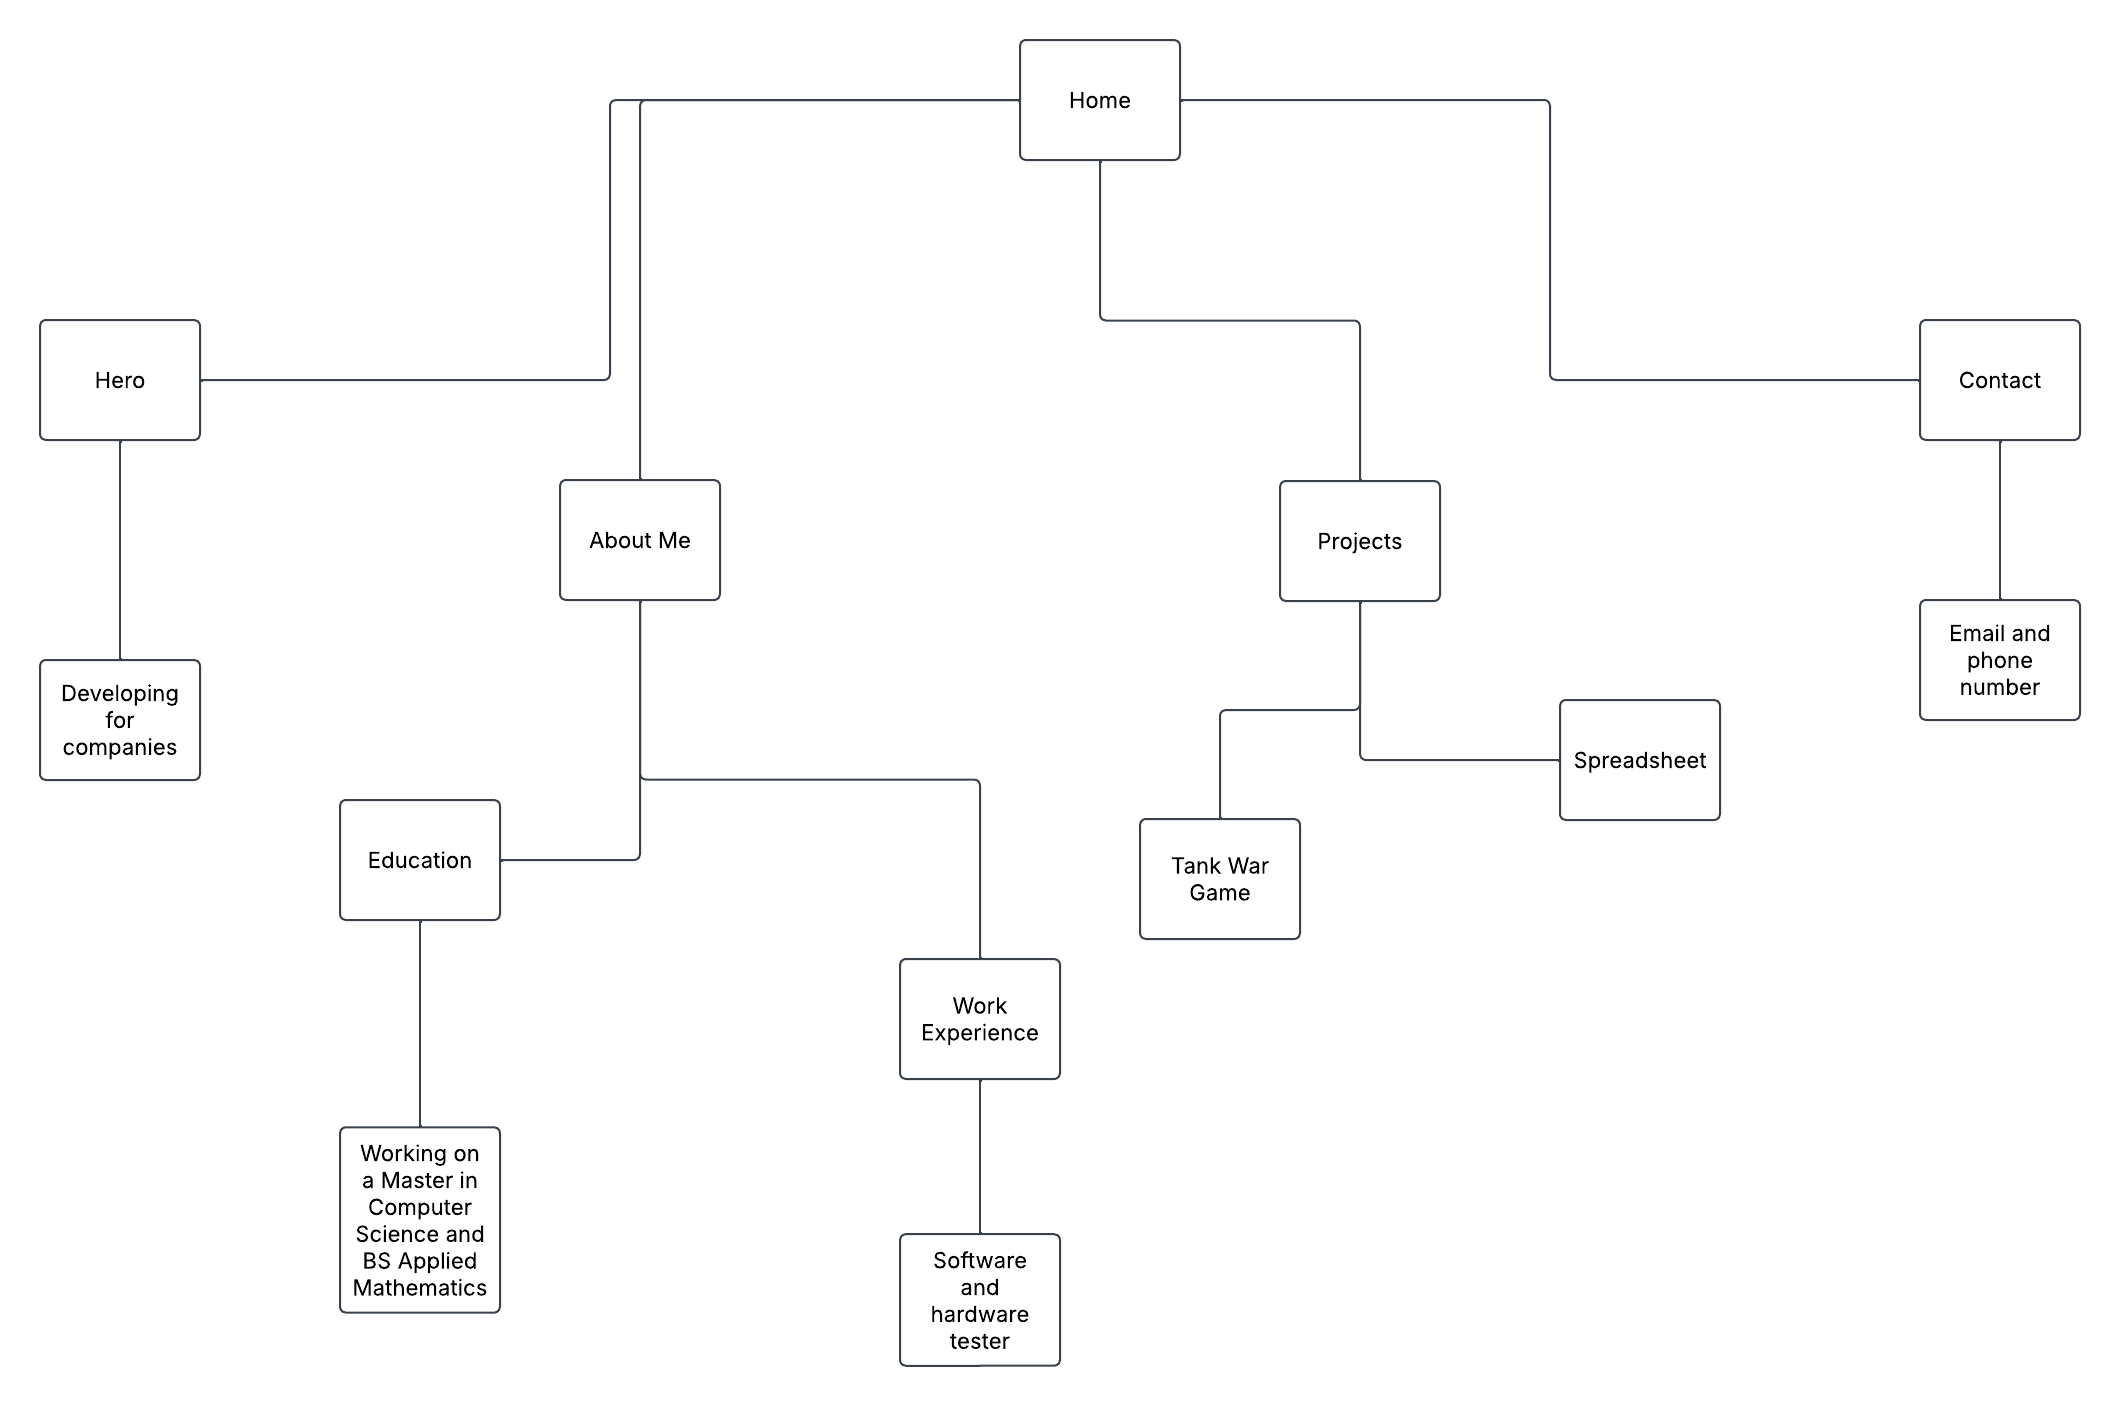 Home
Hero
Contact
About Me
Projects
Email and
phone
number
Developing
for
companies
Spreadsheet
Education
Tank War
Game
Work
Experience
Working on
a Master in
Computer
Science and
BS Applied
Mathematics
Software
and
hardware
tester